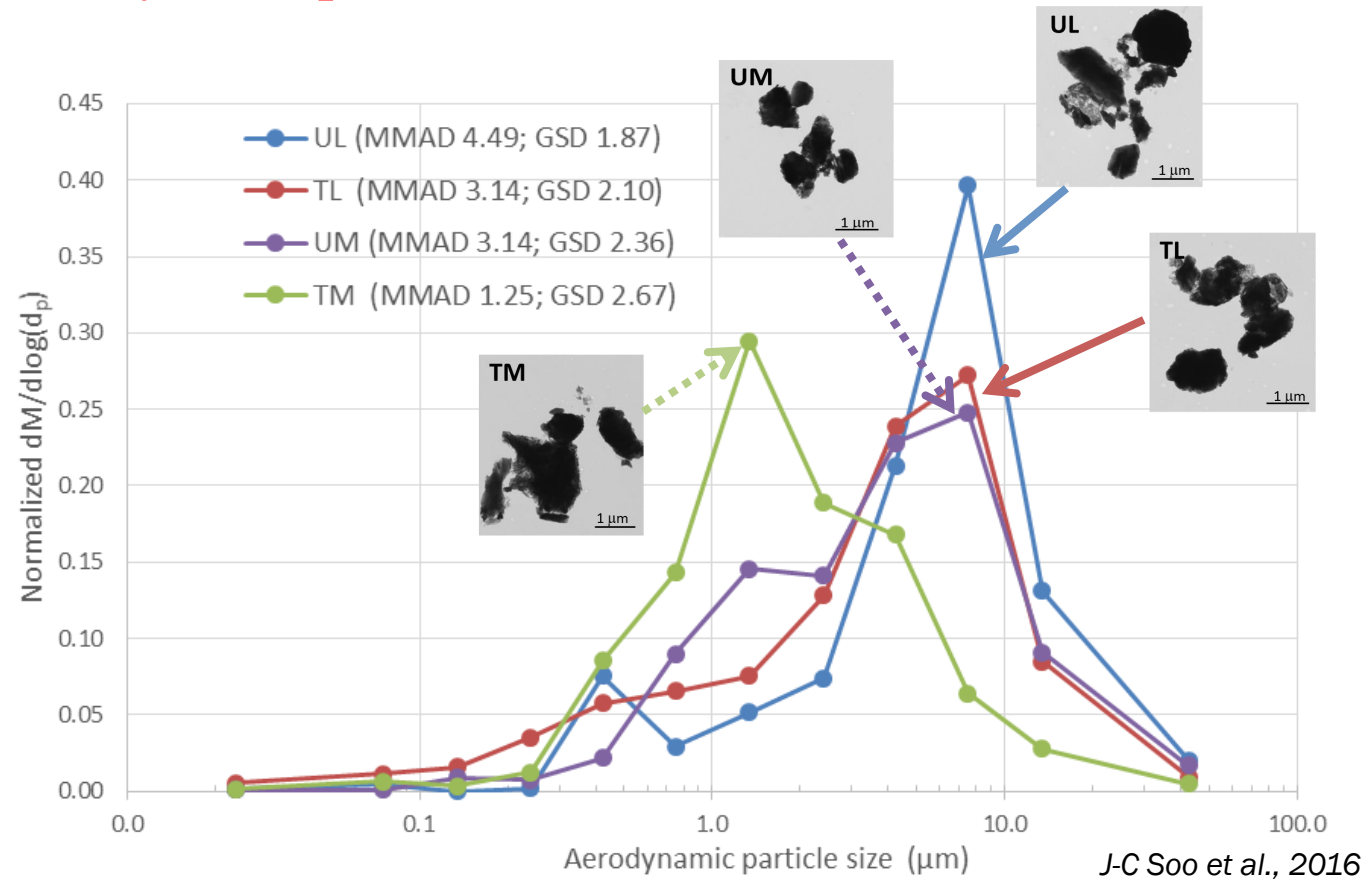 UL
UM
0.45
UL (MMAD 4.49; GSD 1.87)
1 µm
0.40
TL (MMAD 3.14; GSD 2.10)
1 µm
0.35
UM (MMAD 3.14; GSD 2.36)
TL
TM (MMAD 1.25; GSD 2.67)
0.30
TM
1 µm
0.25
0.20
1 µm
0.15
0.10
0.05
0.00
Normalized dM/dlog(dp)
0.0 0.1 1.0 10.0 100.0
Aerodynamic particle size (µm)
J-C Soo et al., 2016